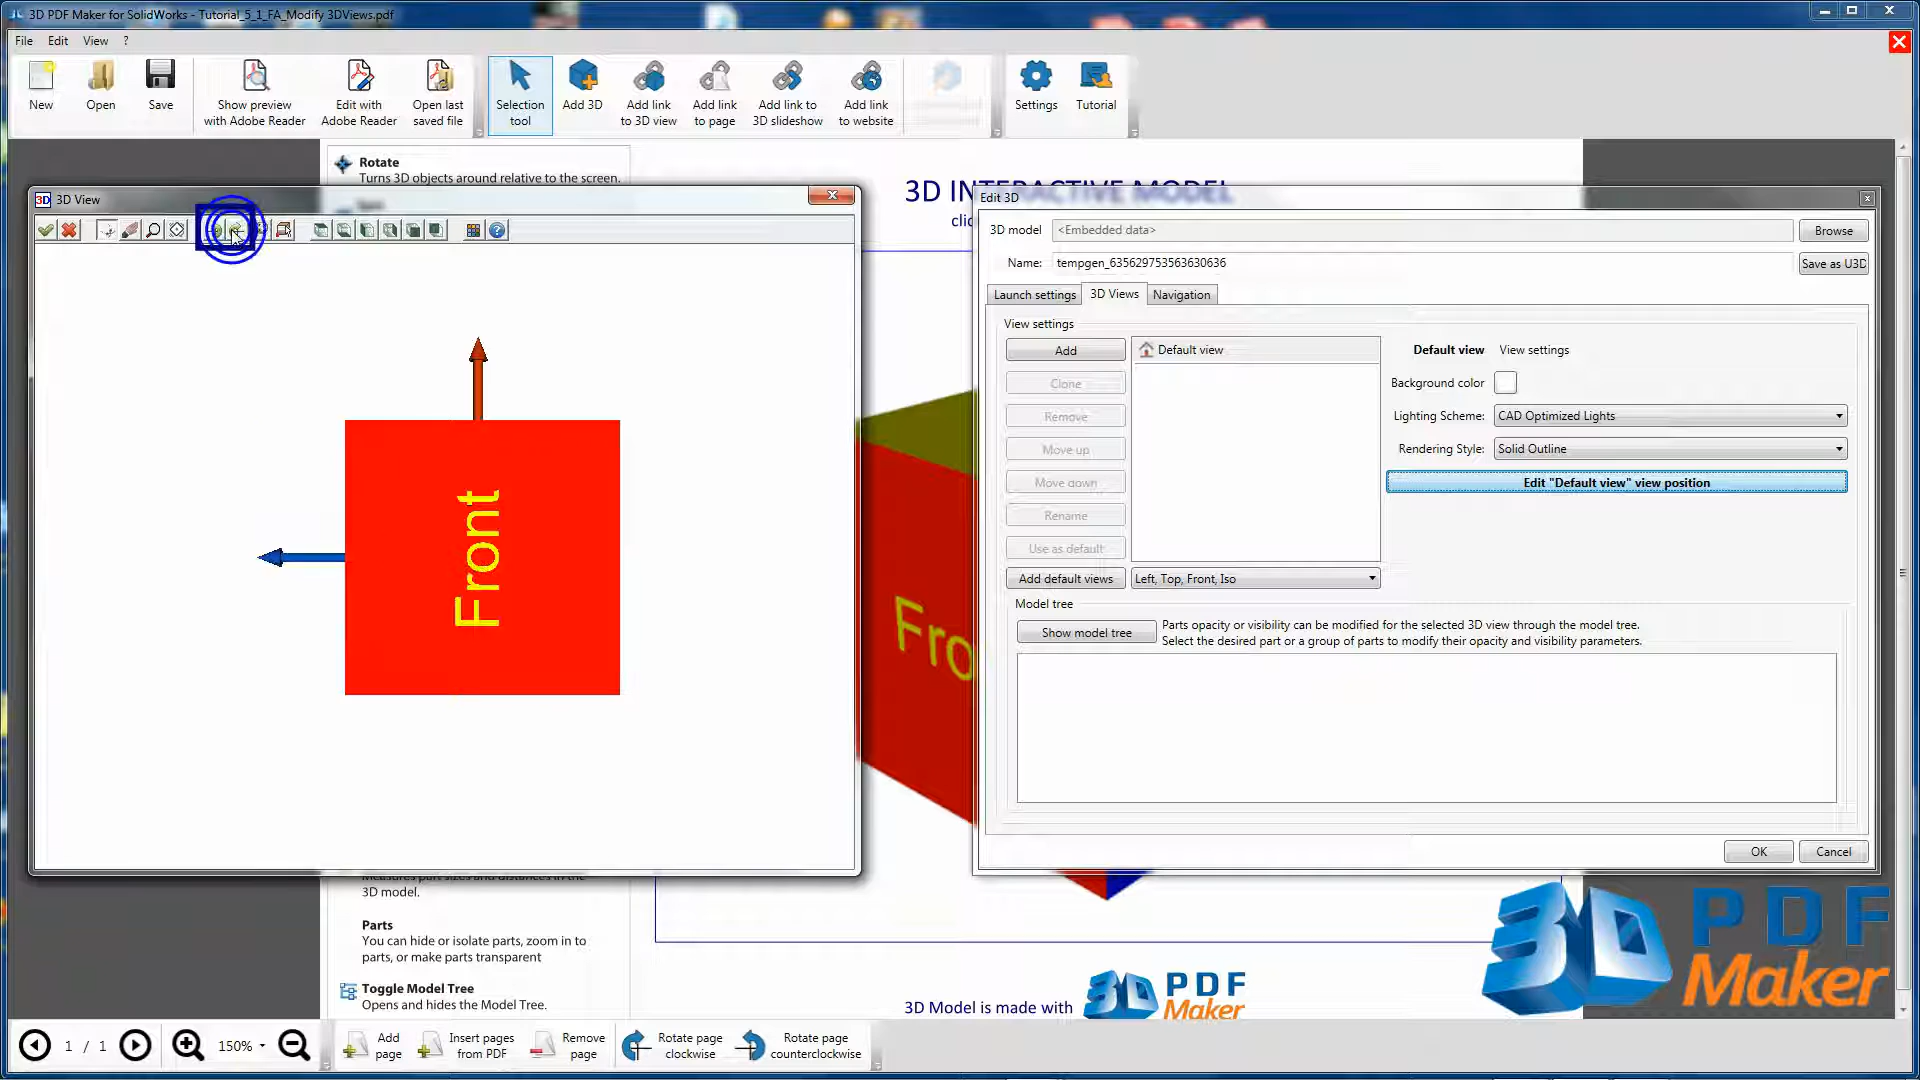 3D PDF Maker for SolidWorks - Tutorial_5_1_FA_Modify 3DViews.pdf
File Edit View ?
New
Open
Save
Show preview
with Adobe Reader
Edit with
Adobe Reader
Open last
saved file
Selection
tool
Add 3D
Add link
to 3D view
Add link
to page
Add link to
3D slideshow
Add link
to website
Settings
Tutorial
Rotate
Turns 3D objects around relative to the screen.
3D INTERACTIVE MODEL
clic
3D 3D View
Front
Fro
Edit 3D
3D model <Embedded data> Browse
Name: tempgen_635629753563630636 Save as U3D
Launch settings 3D Views Navigation
View settings
Add
Clone
Remove
Move up
Move down
Rename
Use as default
Add default views
Default view
Left, Top, Front, Iso
Default view View settings
Background color
Lighting Scheme: CAD Optimized Lights
Rendering Style: Solid Outline
Edit "Default view" view position
Model tree
Show model tree
Parts opacity or visibility can be modified for the selected 3D view through the model tree.
Select the desired part or a group of parts to modify their opacity and visibility parameters.
OK Cancel
Measures part sizes and distances in the
3D model.
Parts
You can hide or isolate parts, zoom in to
parts, or make parts transparent
Toggle Model Tree
Opens and hides the Model Tree.
3D Model is made with
3D PDF
Maker
3D PDF
Maker
1 / 1
150%
Add
page
Insert pages
from PDF
Remove
page
Rotate page
clockwise
Rotate page
counterclockwise